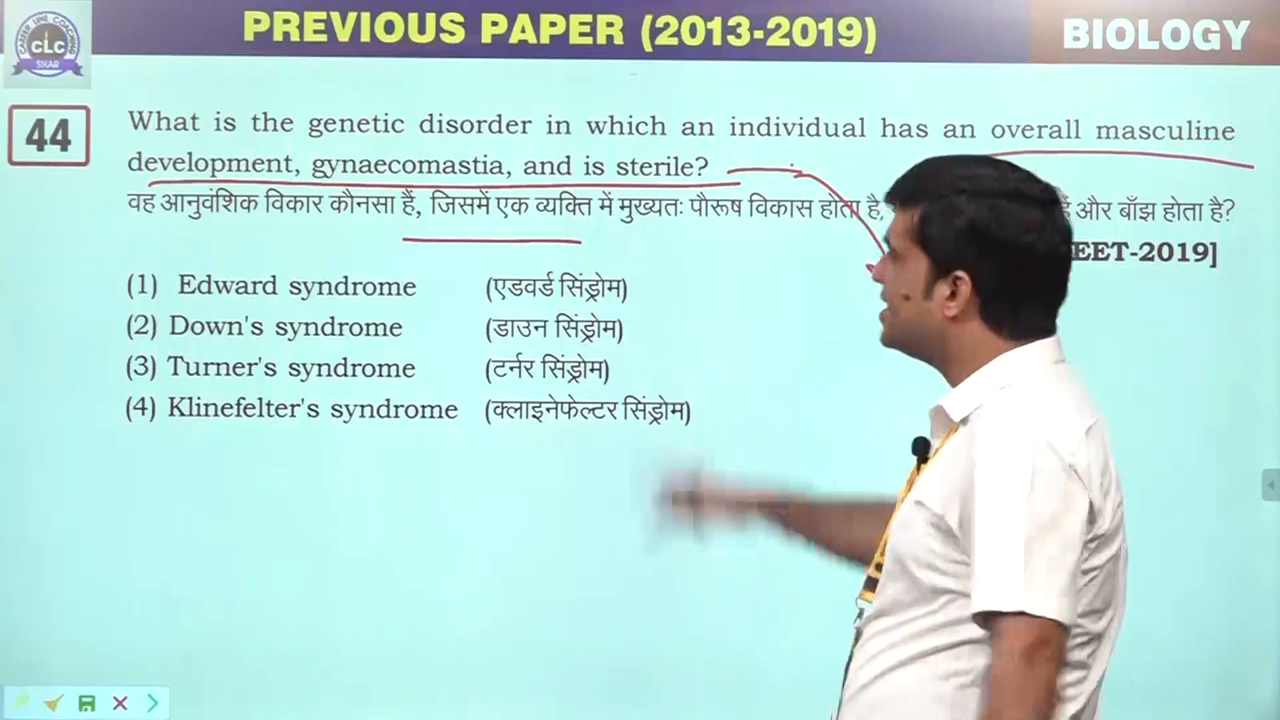 PREVIOUS PAPER (2013-2019)
BIOLOGY
CAREER LINE COACHING
CLC
SIKAR
44
What is the genetic disorder in which an individual has an overall masculine
development, gynaecomastia, and is sterile?
वह आनुवंशिक विकार कौनसा हैं, जिसमें एक व्यक्ति में मुख्यतः पौरूष विकास होता है, और बाँझ होता है?
EET-2019]
(1) Edward syndrome (एडवर्ड सिंड्रोम)
(2) Down's syndrome (डाउन सिंड्रोम)
(3) Turner's syndrome (टर्नर सिंड्रोम)
(4) Klinefelter's syndrome (क्लाइनेफेल्टर सिंड्रोम)